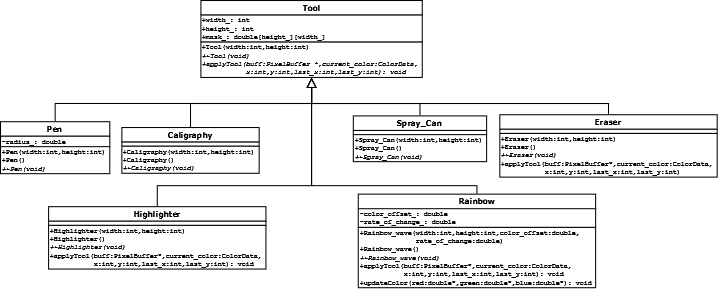 Tool
+width_: int
+height_: int
+mask_: double[height_][width_]
+Tool(width:int,height:int)
+~Tool(void)
+applyTool(buff:PixelBuffer *,current_color:ColorData,
x:int,y:int,last_x:int,last_y:int): void
Pen
-radius_: double
+Pen(width:int,height:int)
+Pen()
+~Pen(void)
Caligraphy
+Caligraphy(width:int,height:int)
+Caligraphy()
+~Caligraphy(void)
Spray_Can
+Spray_Can(width:int,height:int)
+Spray_Can()
+~Spray_Can(void)
Eraser
+Eraser(width:int,height:int)
+Eraser()
+~Eraser(void)
+applyTool(buff:PixelBuffer*,current_color:ColorData,
x:int,y:int,last_x:int,last_y:int)
Highlighter
+Highlighter(width:int,height:int)
+Highlighter()
+~Highlighter(void)
+applyTool(buff:PixelBuffer*,current_color:ColorData,
x:int,y:int,last_x:int,last_y:int): void
Rainbow
-color_offset_: double
-rate_of_change_: double
+Rainbow_wave(width:int,height:int,color_offset:double,
rate_of_change:double)
+Rainbow_wave()
+~Rainbow_wave(void)
+applyTool(buff:PixelBuffer*,current_color:ColorData,
x:int,y:int,last_x:int,last_y:int): void
+updateColor(red:double*,green:double*,blue:double*): void